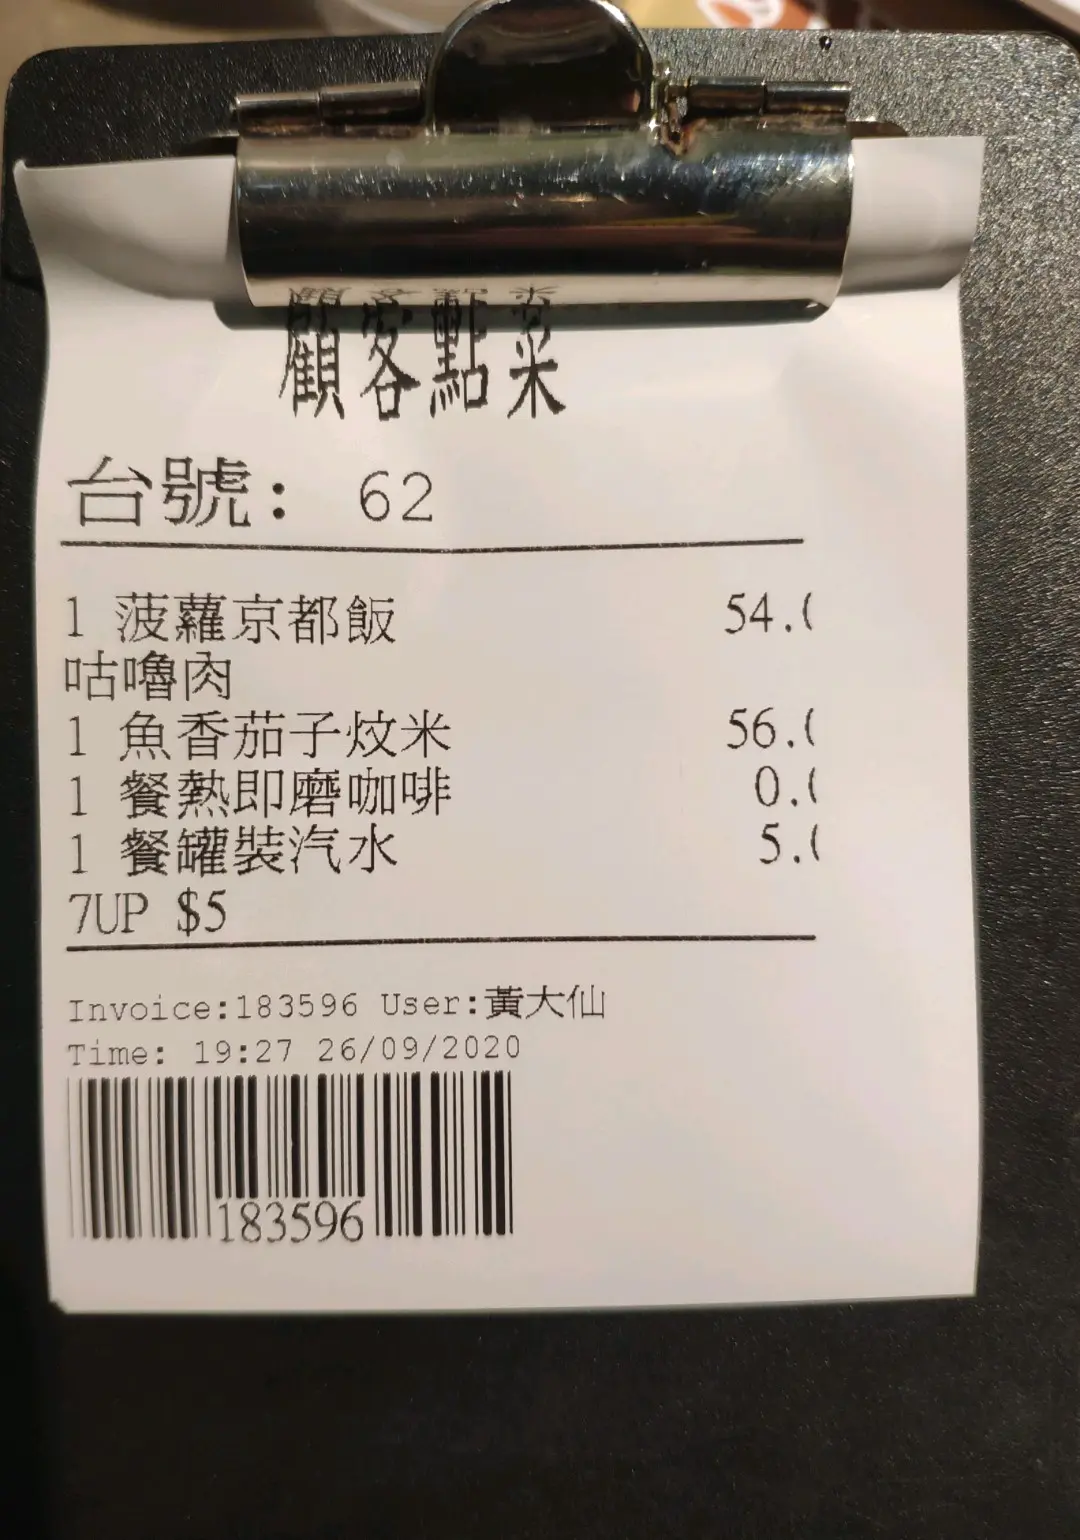 顧客點菜
台號: 62
1 菠蘿京都飯 54.(
咕嚕肉
1 魚香茄子炆米 56.(
1 餐熱即磨咖啡 0.(
1 餐罐裝汽水 5.(
7UP $5
Invoice:183596 User:黃大仙
Time: 19:27 26/09/2020
183596